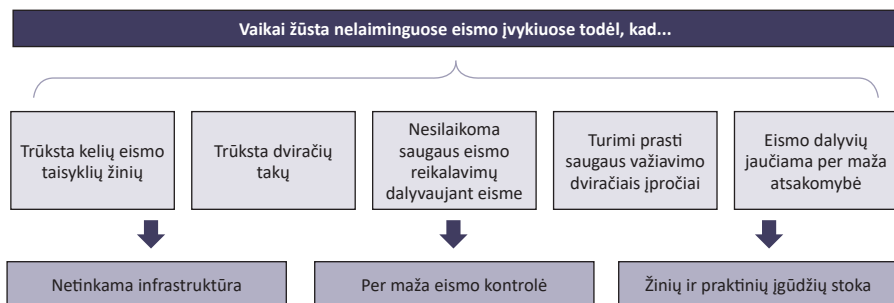 Vaikai žūsta nelaiminguose eismo įvykiuose todėl, kad...
Trūksta kelių eismo
taisyklių žinių
Trūksta dviračių
takų
Nesilaikoma
saugaus eismo
reikalavimų
dalyvaujant eisme
Turimi prasti
saugaus važiavimo
dviračiais įpročiai
Eismo dalyvių
jaučiama per maža
atsakomybė
Netinkama infrastruktūra
Per maža eismo kontrolė
Žinių ir praktinių įgūdžių stoka